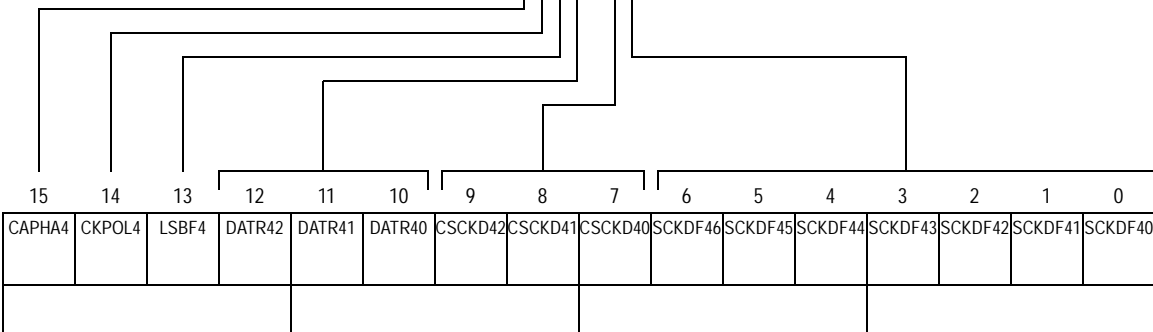 15 14 13 12 11 10 9 8 7 6 5 4 3 2 1 0
CAPHA4 CKPOL4 LSBF4 DATR42 DATR41 DATR40 CSCKD42 CSCKD41 CSCKD40 SCKDF46 SCKDF45 SCKDF44 SCKDF43 SCKDF42 SCKDF41 SCKDF40